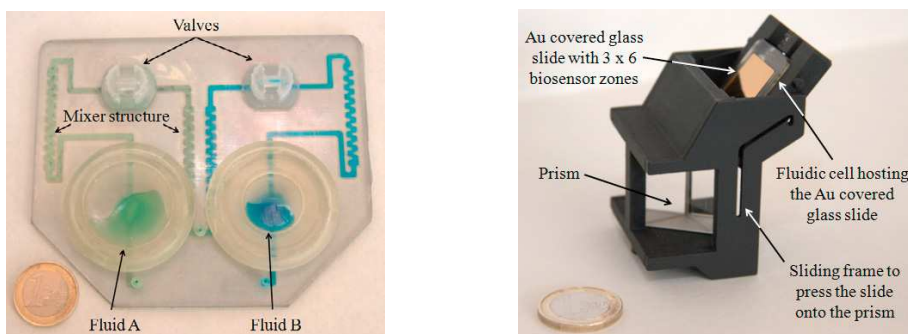 Valves
Mixer structure
Fluid A
Fluid B
Au covered glass
slide with 3 x 6
biosensor zones
Prism
Fluidic cell hosting
the Au covered
glass slide
Sliding frame to
press the slide
onto the prism